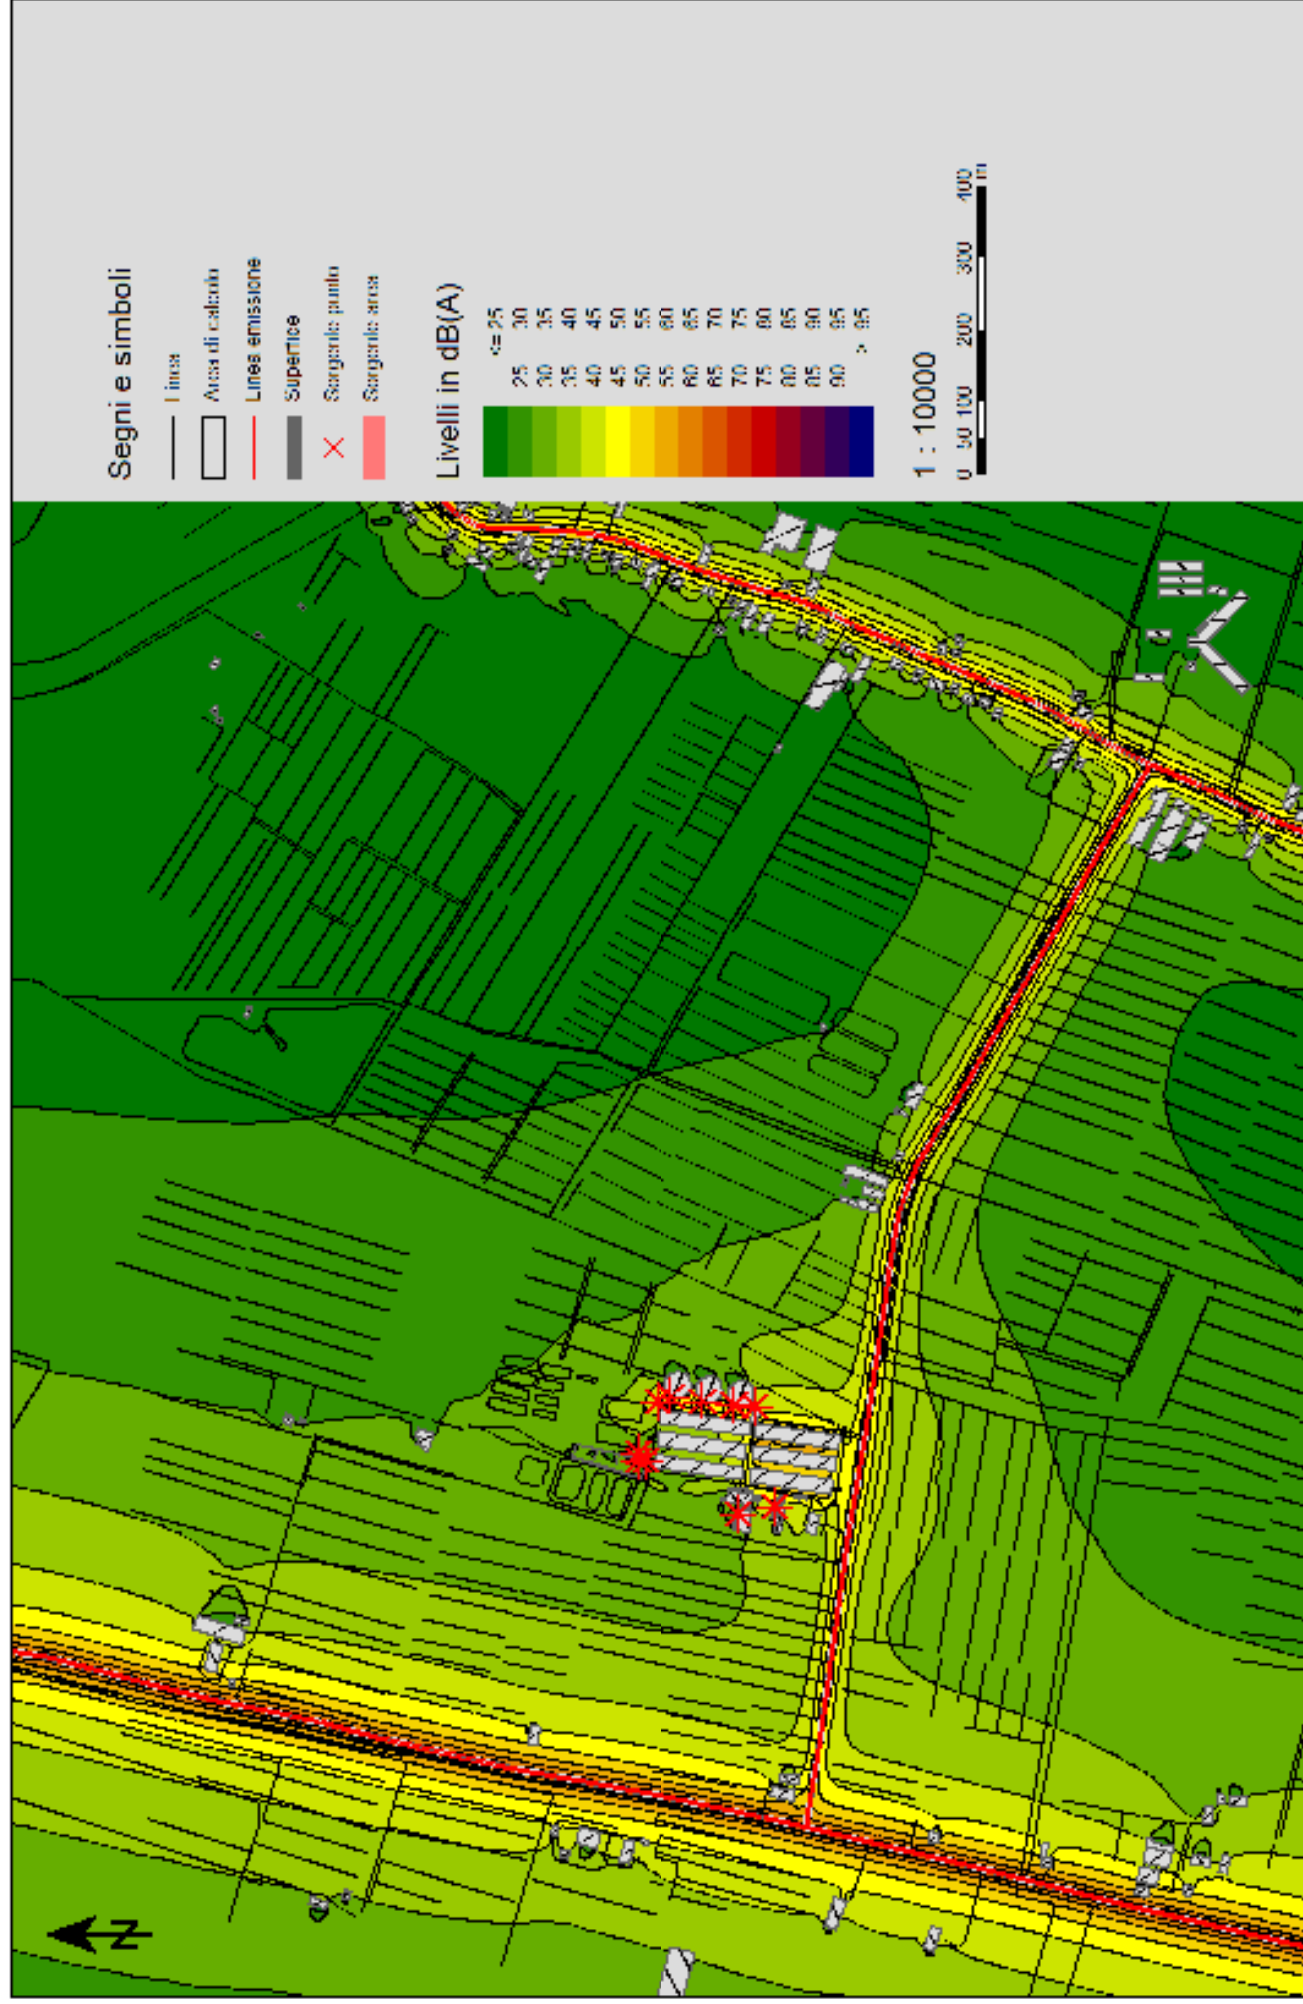 Segni e simboli
Linea
Area di calcolo
Linea emissione
Superfice
Sorgente punto
Sorgente area
Livelli in dB(A)
<= 25
25 30
30 35
35 40
40 45
45 50
50 55
55 60
60 65
65 70
70 75
75 80
80 85
85 90
90 95
> 95
1 : 10000
0 50 100 200 300 400
m
N